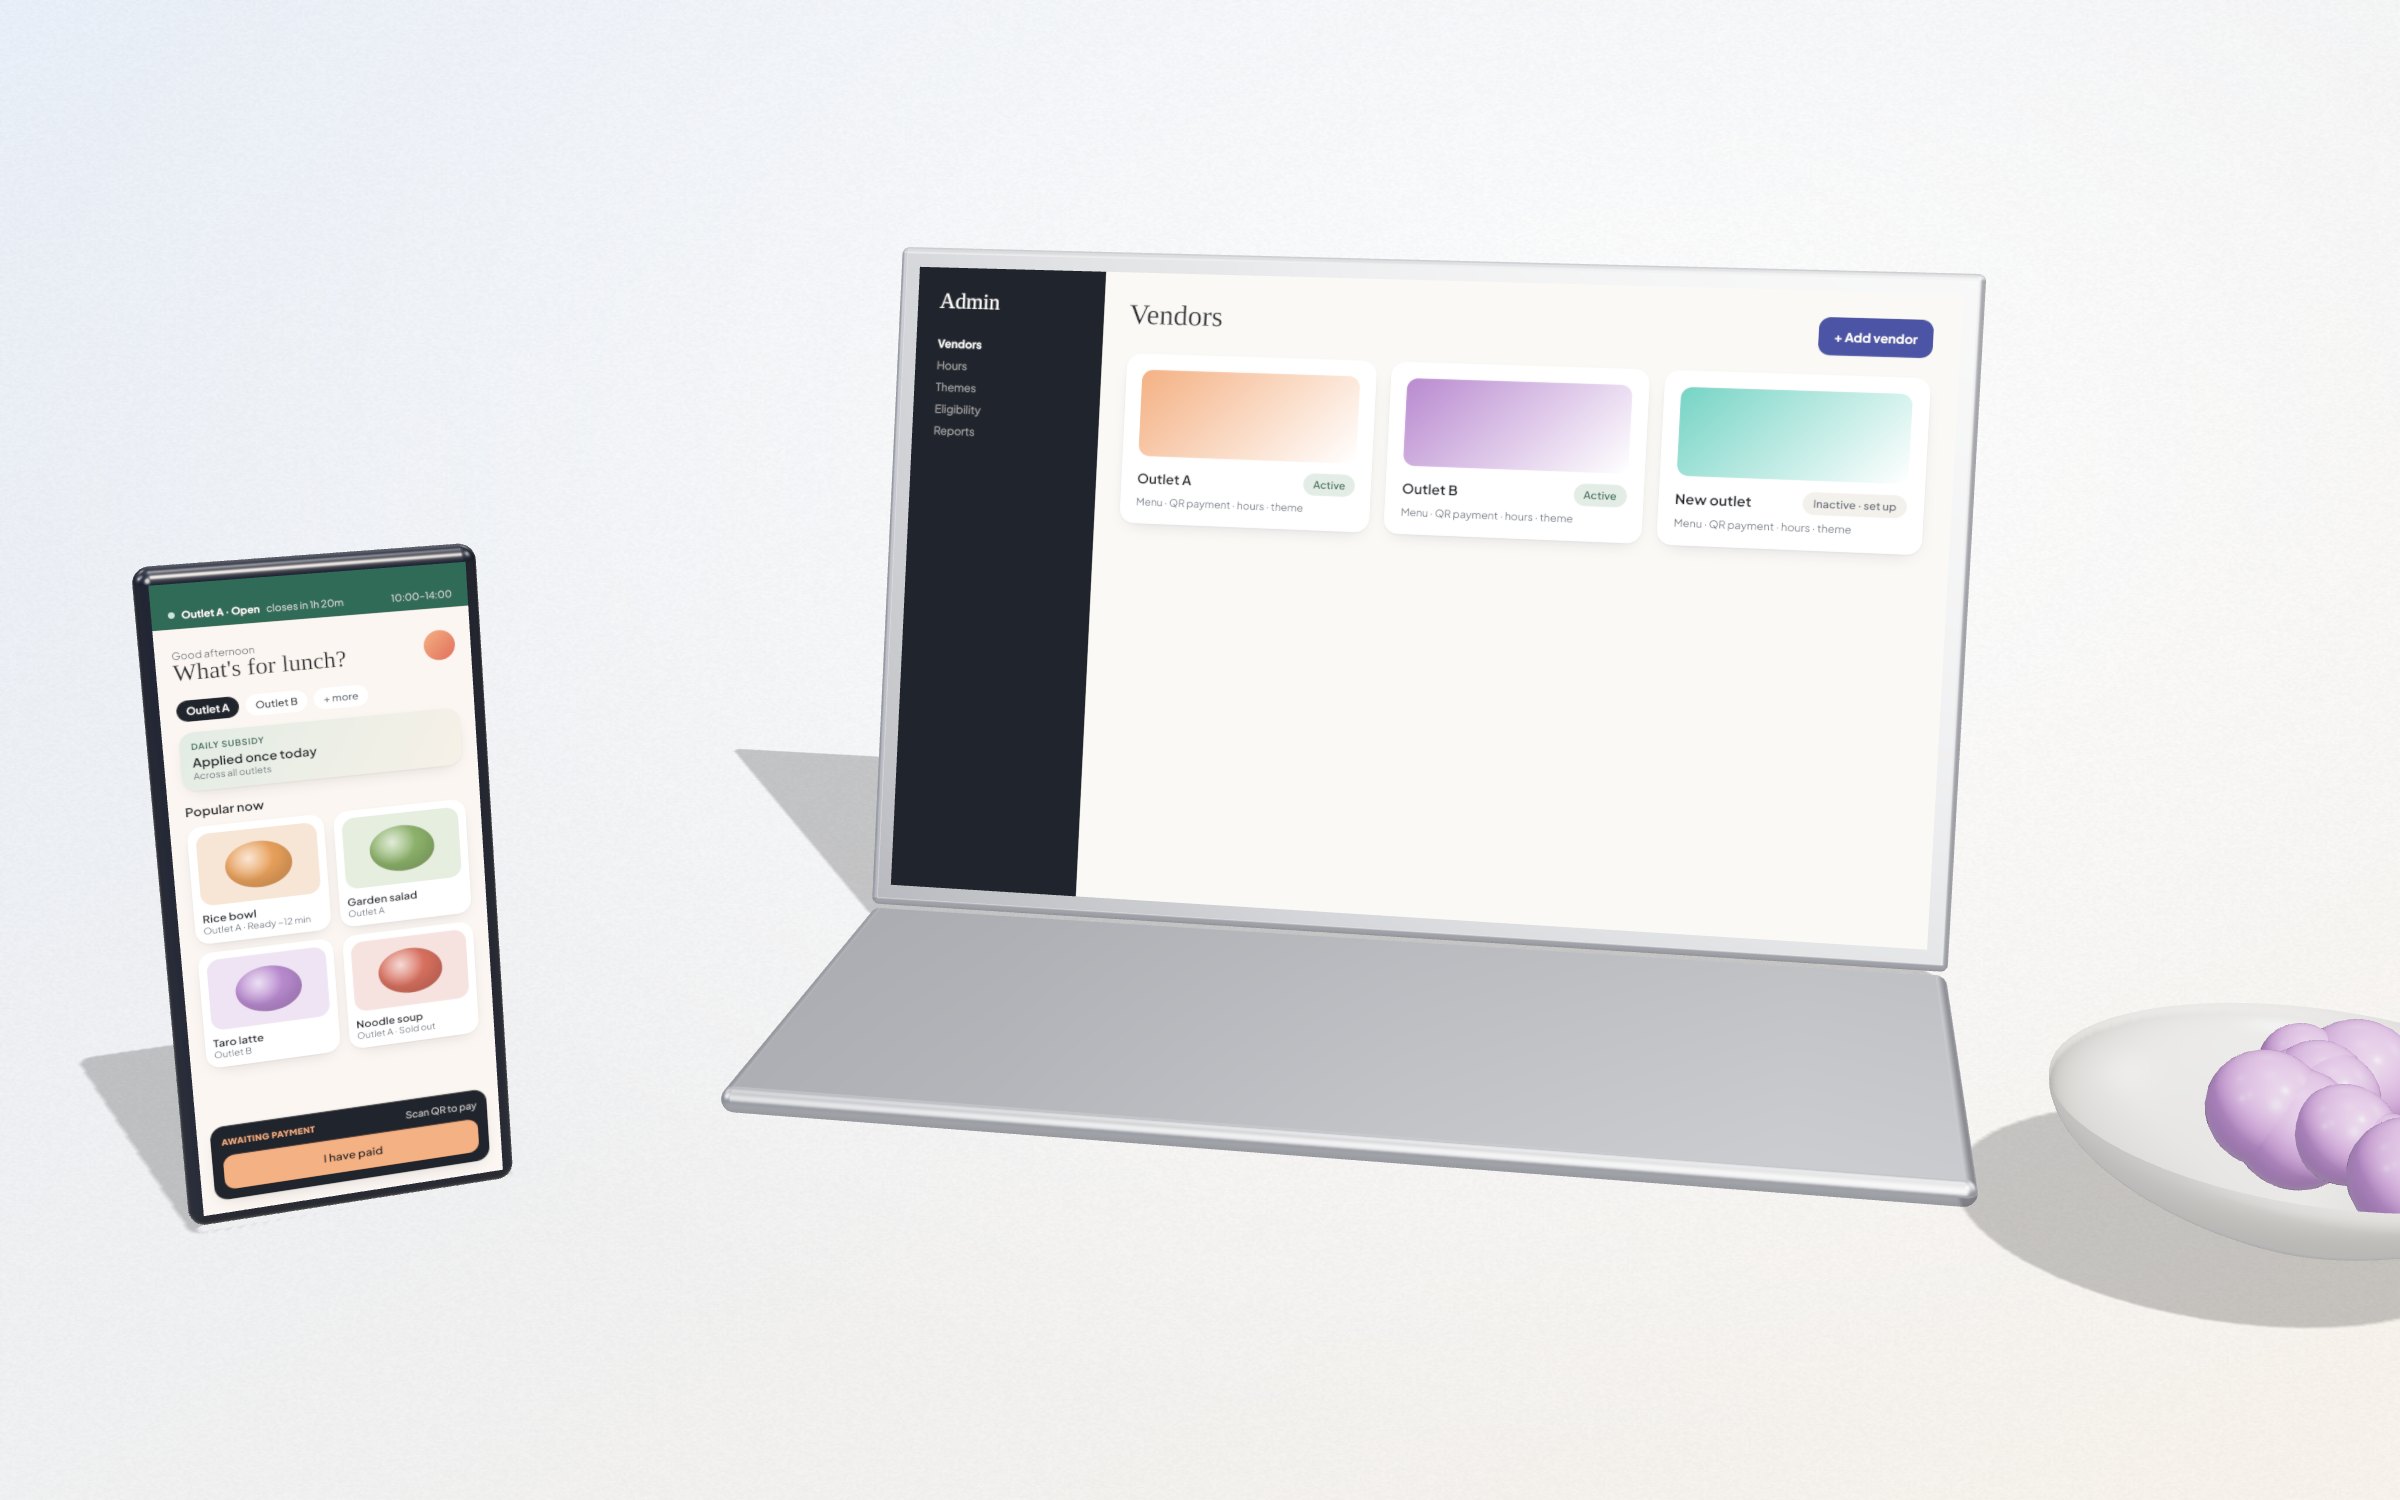 Outlet A · Open closes in 1h 20m 10:00–14:00
Good afternoon
What's for lunch?
Outlet A Outlet B + more
DAILY SUBSIDY
Applied once today
Across all outlets
Popular now
Rice bowl
Outlet A · Ready ~12 min
Garden salad
Outlet A
Taro latte
Outlet B
Noodle soup
Outlet A · Sold out
AWAITING PAYMENT Scan QR to pay
I have paid
Admin
Vendors
Hours
Themes
Eligibility
Reports
Vendors
+ Add vendor
Outlet A Active
Menu · QR payment · hours · theme
Outlet B Active
Menu · QR payment · hours · theme
New outlet Inactive · set up
Menu · QR payment · hours · theme